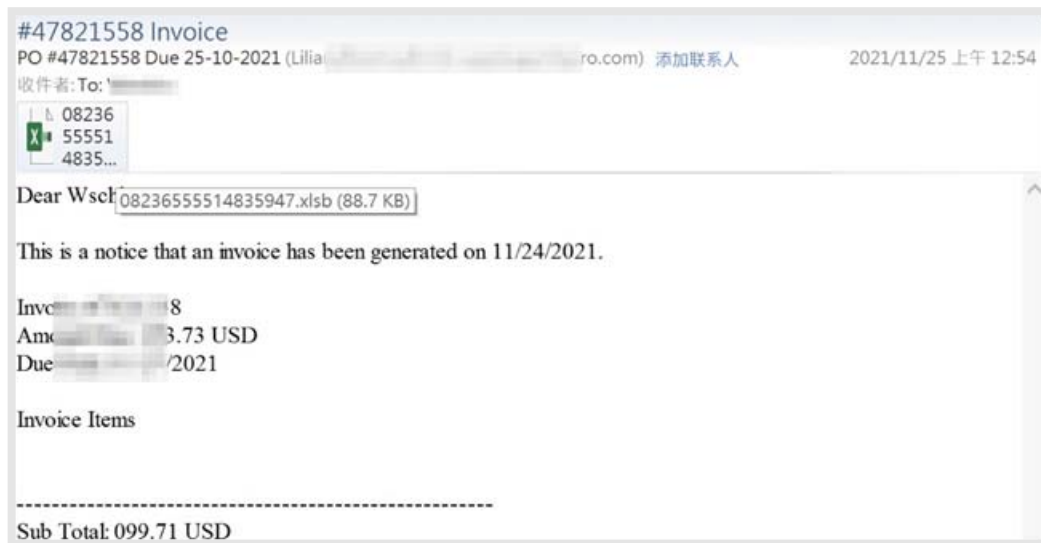 #47821558 Invoice
PO #47821558 Due 25-10-2021 (Lilia ro.com) 添加联系人 2021/11/25 上午 12:54
收件者: To:
08236
55551
4835...
Dear
08236555514835947.xlsb (88.7 KB)
This is a notice that an invoice has been generated on 11/24/2021.
8
3.73 USD
Due /2021
Invoice Items
-----------------------------------------------------
Sub Total: 099.71 USD